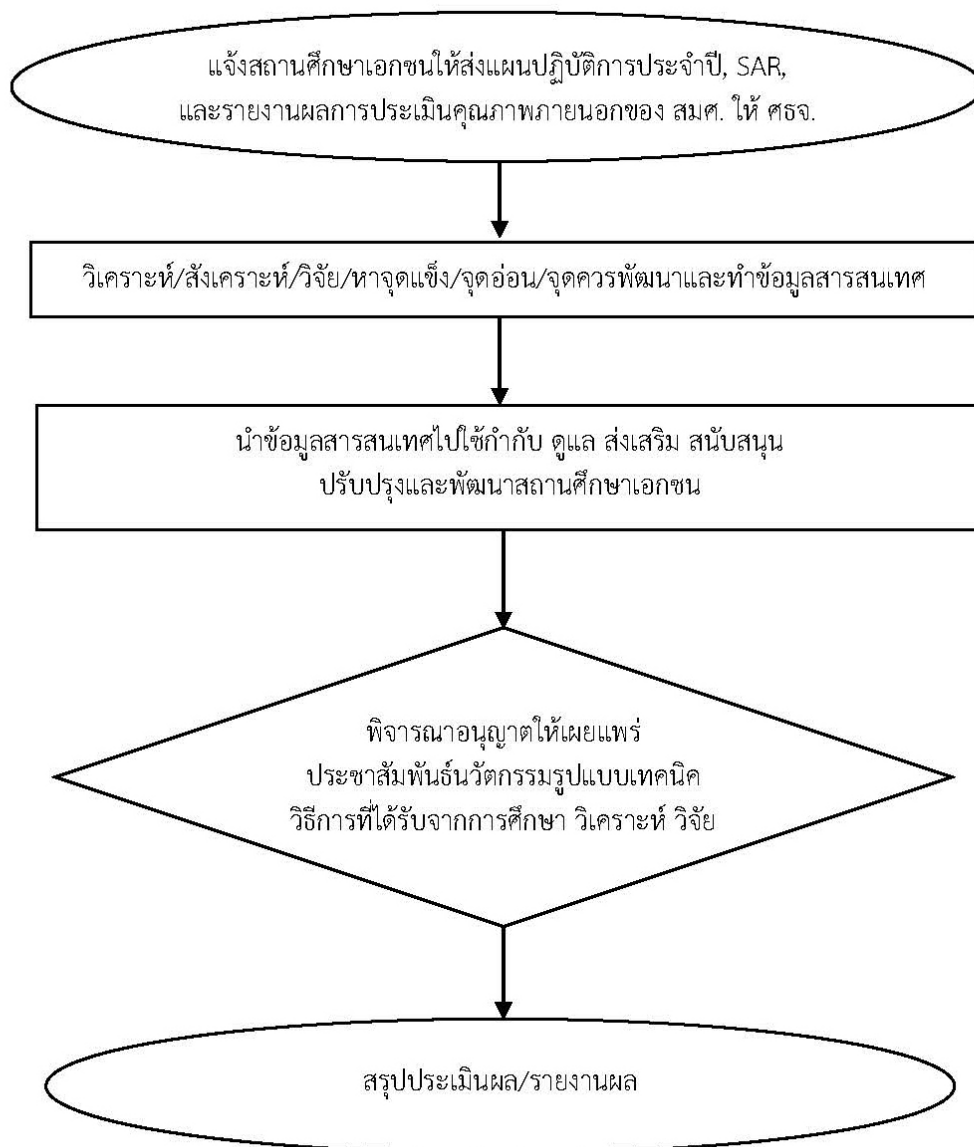 แจ้งสถานศึกษาเอกชนให้ส่งแผนปฏิบัติการประจำปี, SAR,
และรายงานผลการประเมินคุณภาพภายนอกของ สมศ. ให้ ศธจ.
วิเคราะห์/สังเคราะห์/วิจัย/หาจุดแข็ง/จุดอ่อน/จุดควรพัฒนาและทำข้อมูลสารสนเทศ
นำข้อมูลสารสนเทศไปใช้กำกับ ดูแล ส่งเสริม สนับสนุน
ปรับปรุงและพัฒนาสถานศึกษาเอกชน
พิจารณาอนุญาตให้เผยแพร่
ประชาสัมพันธ์นวัตกรรมรูปแบบเทคนิค
วิธีการที่ได้รับจากการศึกษา วิเคราะห์ วิจัย
สรุปประเมินผล/รายงานผล